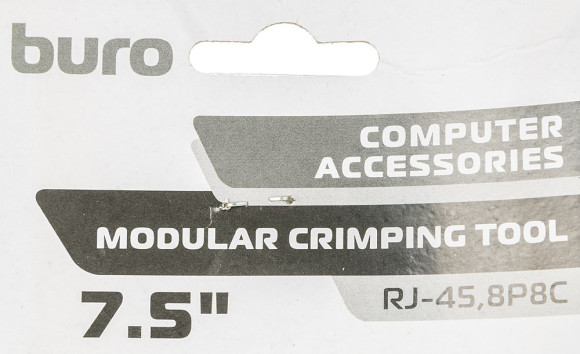 buro
COMPUTER
ACCESSORIES
MODULAR CRIMPING TOOL
7.5"
RJ-45,8P8C